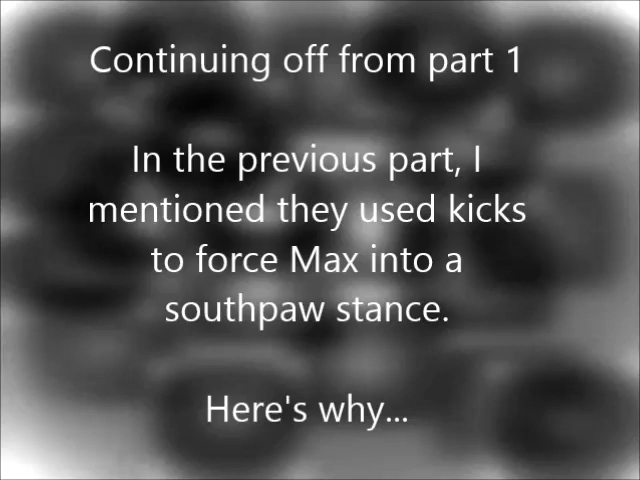 Continuing off from part 1
In the previous part, I
mentioned they used kicks
to force Max into a
southpaw stance.
Here's why...